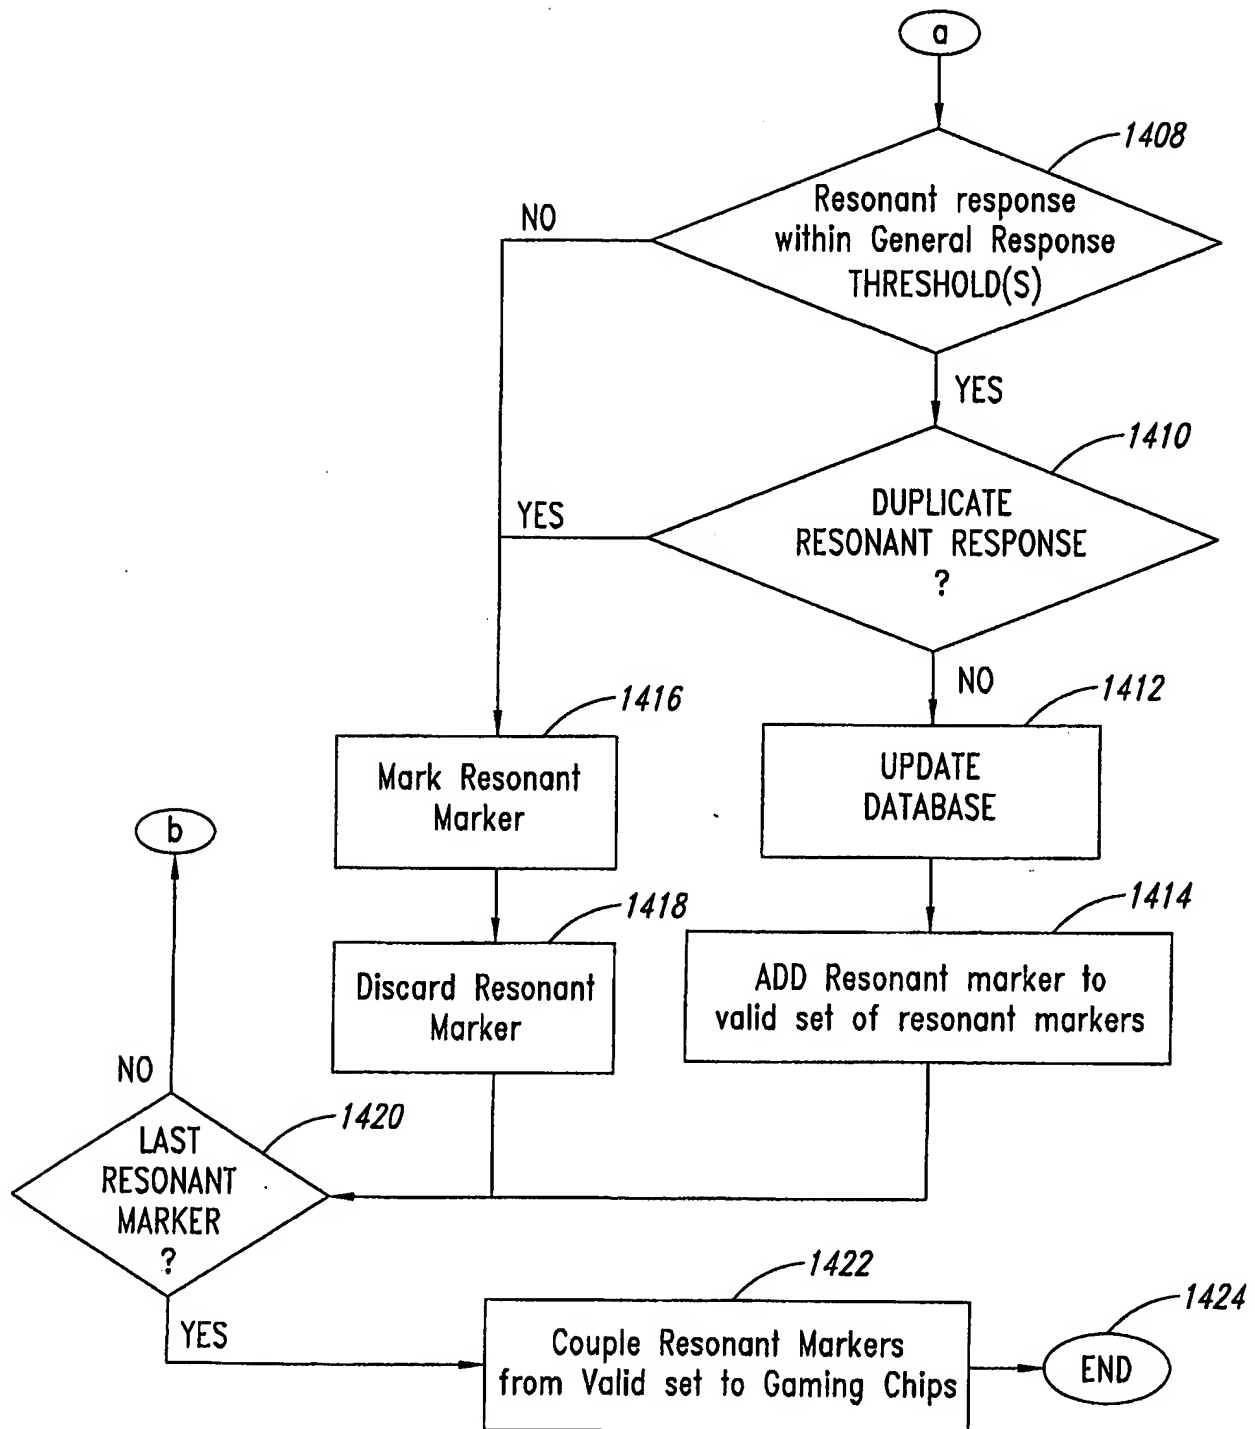 a
1408
Resonant response
within General Response
THRESHOLD(S)
NO
YES
1410
DUPLICATE
RESONANT RESPONSE
?
YES
NO
1416
1412
Mark Resonant
Marker
UPDATE
DATABASE
b
1418
1414
Discard Resonant
Marker
ADD Resonant marker to
valid set of resonant markers
NO
1420
LAST
RESONANT
MARKER
?
YES
1422
Couple Resonant Markers
from Valid set to Gaming Chips
1424
END